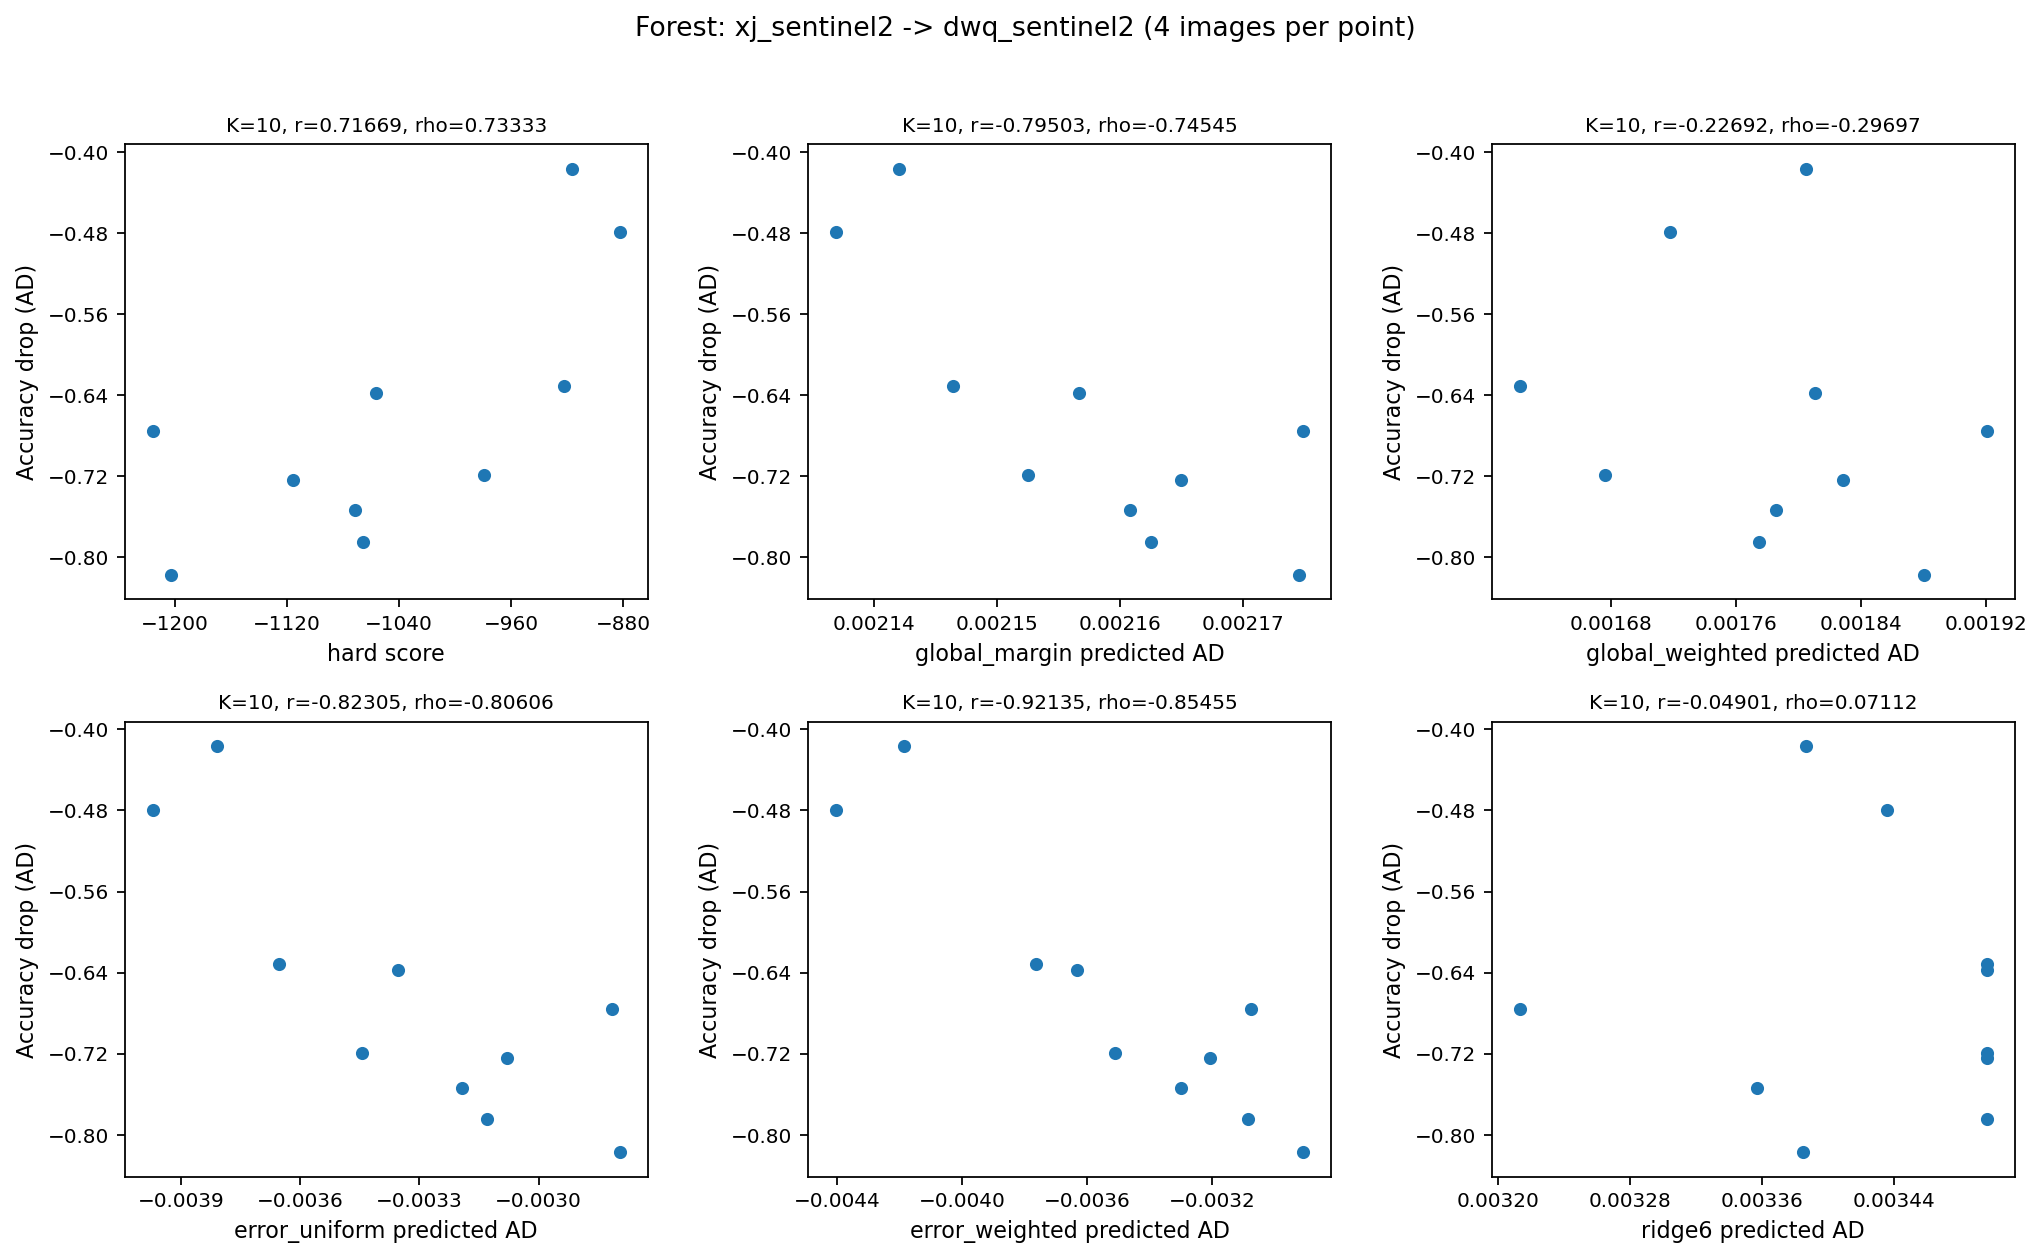 Forest: xj_sentinel2 -> dwq_sentinel2 (4 images per point)
K=10, r=0.71669, rho=0.73333
Accuracy drop (AD)
−0.40
−0.48
−0.56
−0.64
−0.72
−0.80
−1200 −1120 −1040 −960 −880
hard score
K=10, r=-0.79503, rho=-0.74545
Accuracy drop (AD)
−0.40
−0.48
−0.56
−0.64
−0.72
−0.80
0.00214 0.00215 0.00216 0.00217
global_margin predicted AD
K=10, r=-0.22692, rho=-0.29697
Accuracy drop (AD)
−0.40
−0.48
−0.56
−0.64
−0.72
−0.80
0.00168 0.00176 0.00184 0.00192
global_weighted predicted AD
K=10, r=-0.82305, rho=-0.80606
Accuracy drop (AD)
−0.40
−0.48
−0.56
−0.64
−0.72
−0.80
−0.0039 −0.0036 −0.0033 −0.0030
error_uniform predicted AD
K=10, r=-0.92135, rho=-0.85455
Accuracy drop (AD)
−0.40
−0.48
−0.56
−0.64
−0.72
−0.80
−0.0044 −0.0040 −0.0036 −0.0032
error_weighted predicted AD
K=10, r=-0.04901, rho=0.07112
Accuracy drop (AD)
−0.40
−0.48
−0.56
−0.64
−0.72
−0.80
0.00320 0.00328 0.00336 0.00344
ridge6 predicted AD